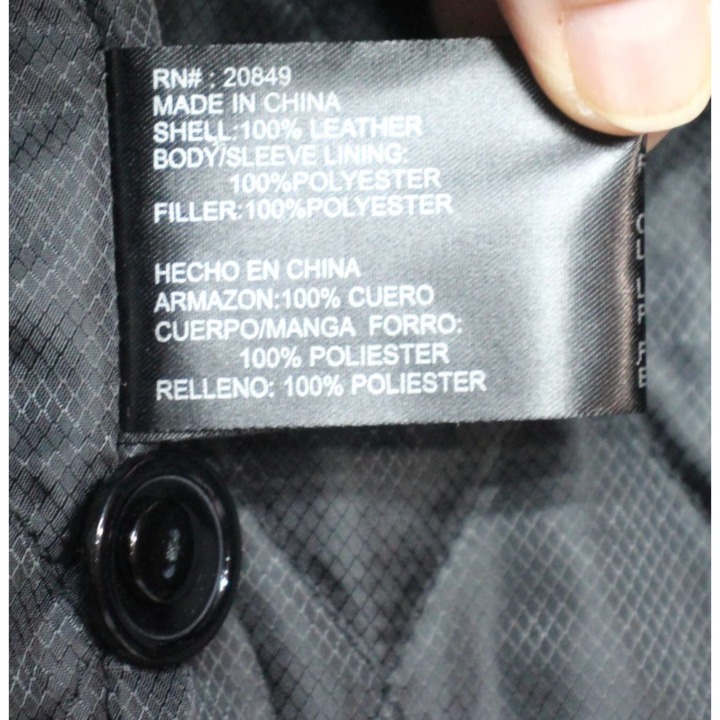 RN# : 20849
MADE IN CHINA
SHELL:100% LEATHER
BODY/SLEEVE LINING:
100%POLYESTER
FILLER:100%POLYESTER
HECHO EN CHINA
ARMAZON:100% CUERO
CUERPO/MANGA FORRO:
100% POLIESTER
RELLENO: 100% POLIESTER